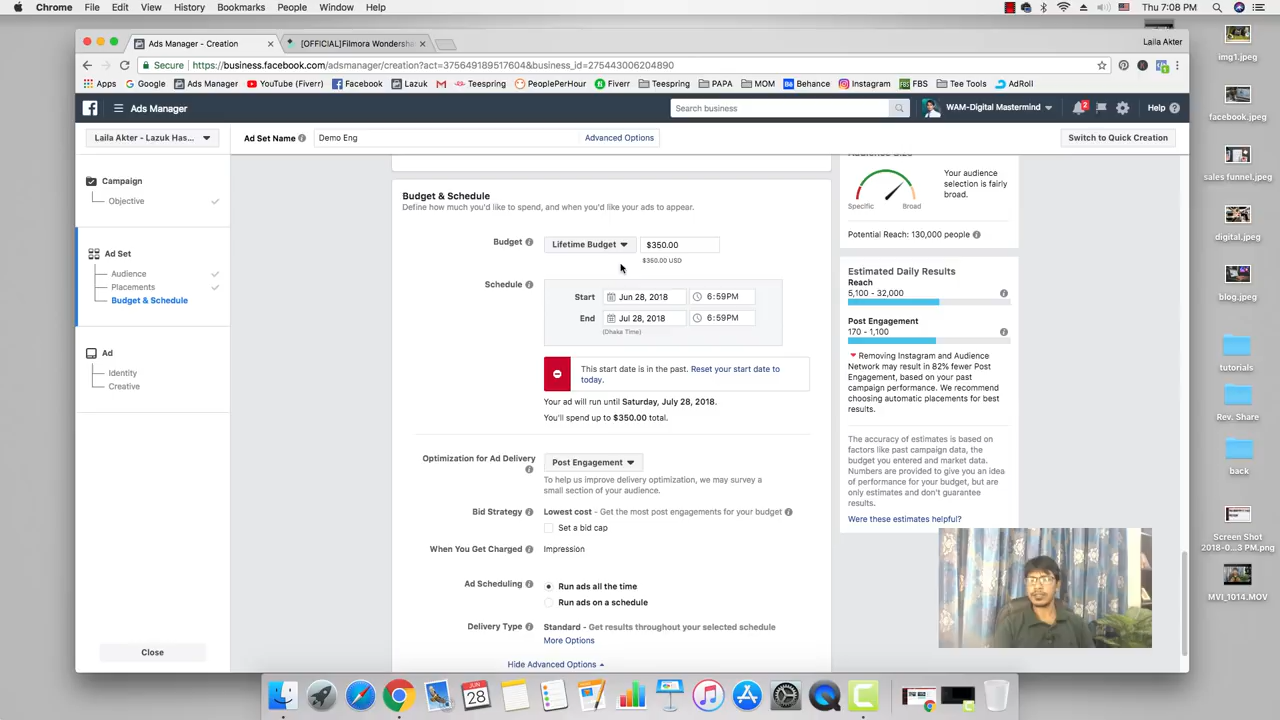 Chrome File Edit View History Bookmarks People Window Help
Thu 7:08 PM
Ads Manager - Creation
[OFFICIAL]Filmora Wondersha
Laila Akter
Secure https://business.facebook.com/adsmanager/creation?act=375649189517604&business_id=275443006204890
Apps Google Ads Manager YouTube (Fiverr) Facebook Lazuk Teespring PeoplePerHour Fiverr Teespring PAPA MOM Behance Instagram FBS Tee Tools AdRoll
Ads Manager
Search business
WAM-Digital Mastermind
2
Help
Laila Akter - Lazuk Has...
Ad Set Name
Demo Eng
Advanced Options
Switch to Quick Creation
Campaign
Objective
Ad Set
Audience
Placements
Budget & Schedule
Ad
Identity
Creative
Close
Budget & Schedule
Define how much you'd like to spend, and when you'd like your ads to appear.
Budget
Lifetime Budget
$350.00
$350.00 USD
Schedule
Start Jun 28, 2018 6:59PM
End Jul 28, 2018 6:59PM
(Dhaka Time)
This start date is in the past. Reset your start date to
today.
Your ad will run until Saturday, July 28, 2018.
You'll spend up to $350.00 total.
Optimization for Ad Delivery
Post Engagement
To help us improve delivery optimization, we may survey a
small section of your audience.
Bid Strategy
Lowest cost - Get the most post engagements for your budget
Set a bid cap
When You Get Charged
Impression
Ad Scheduling
Run ads all the time
Run ads on a schedule
Delivery Type
Standard - Get results throughout your selected schedule
More Options
Hide Advanced Options
Your audience
selection is fairly
broad.
Specific Broad
Potential Reach: 130,000 people
Estimated Daily Results
Reach
5,100 - 32,000
Post Engagement
170 - 1,100
Removing Instagram and Audience
Network may result in 82% fewer Post
Engagement, based on your past
campaign performance. We recommend
choosing automatic placements for best
results.
The accuracy of estimates is based on
factors like past campaign data, the
budget you entered and market data.
Numbers are provided to give you an idea
of performance for your budget, but are
only estimates and don't guarantee
results.
Were these estimates helpful?
img1.jpeg
facebook.jpeg
sales funnel.jpeg
digital.jpeg
blog.jpeg
tutorials
Rev. Share
back
Screen Shot
2018-0...3 PM.png
MVI_1014.MOV
JUN
28